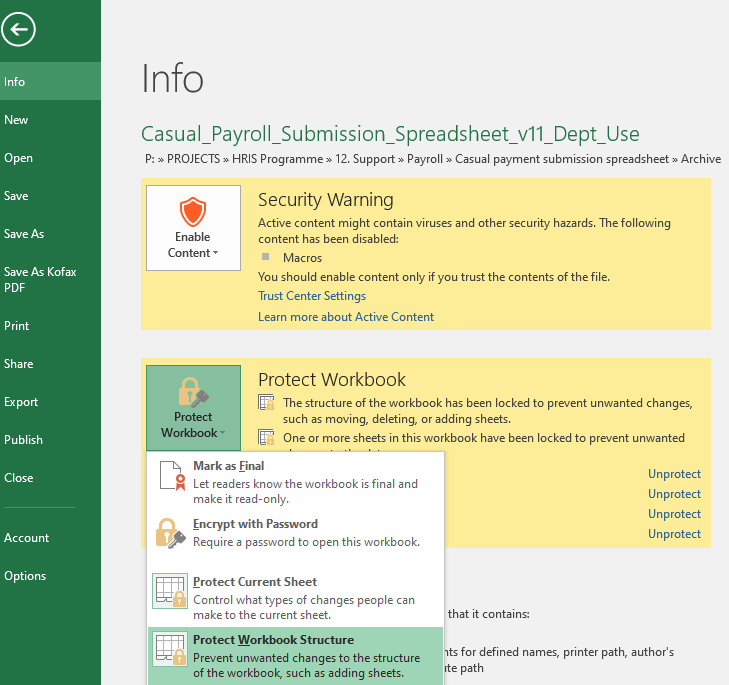 Info
New
Open
Save
Save As
Save As Kofax
PDF
Print
Share
Export
Publish
Close
Account
Options
Info
Casual_Payroll_Submission_Spreadsheet_v11_Dept_Use
P: » PROJECTS » HRIS Programme » 12. Support » Payroll » Casual payment submission spreadsheet » Archive
Enable
Content
Security Warning
Active content might contain viruses and other security hazards. The following
content has been disabled:
Macros
You should enable content only if you trust the contents of the file.
Trust Center Settings
Learn more about Active Content
Protect
Workbook
Protect Workbook
The structure of the workbook has been locked to prevent unwanted changes,
such as moving, deleting, or adding sheets.
One or more sheets in this workbook have been locked to prevent unwanted
Unprotect
Unprotect
Unprotect
Unprotect
Mark as Final
Let readers know the workbook is final and
make it read-only.
Encrypt with Password
Require a password to open this workbook.
Protect Current Sheet
Control what types of changes people can
make to the current sheet.
Protect Workbook Structure
Prevent unwanted changes to the structure
of the workbook, such as adding sheets.
that it contains:
for defined names, printer path, author's
path